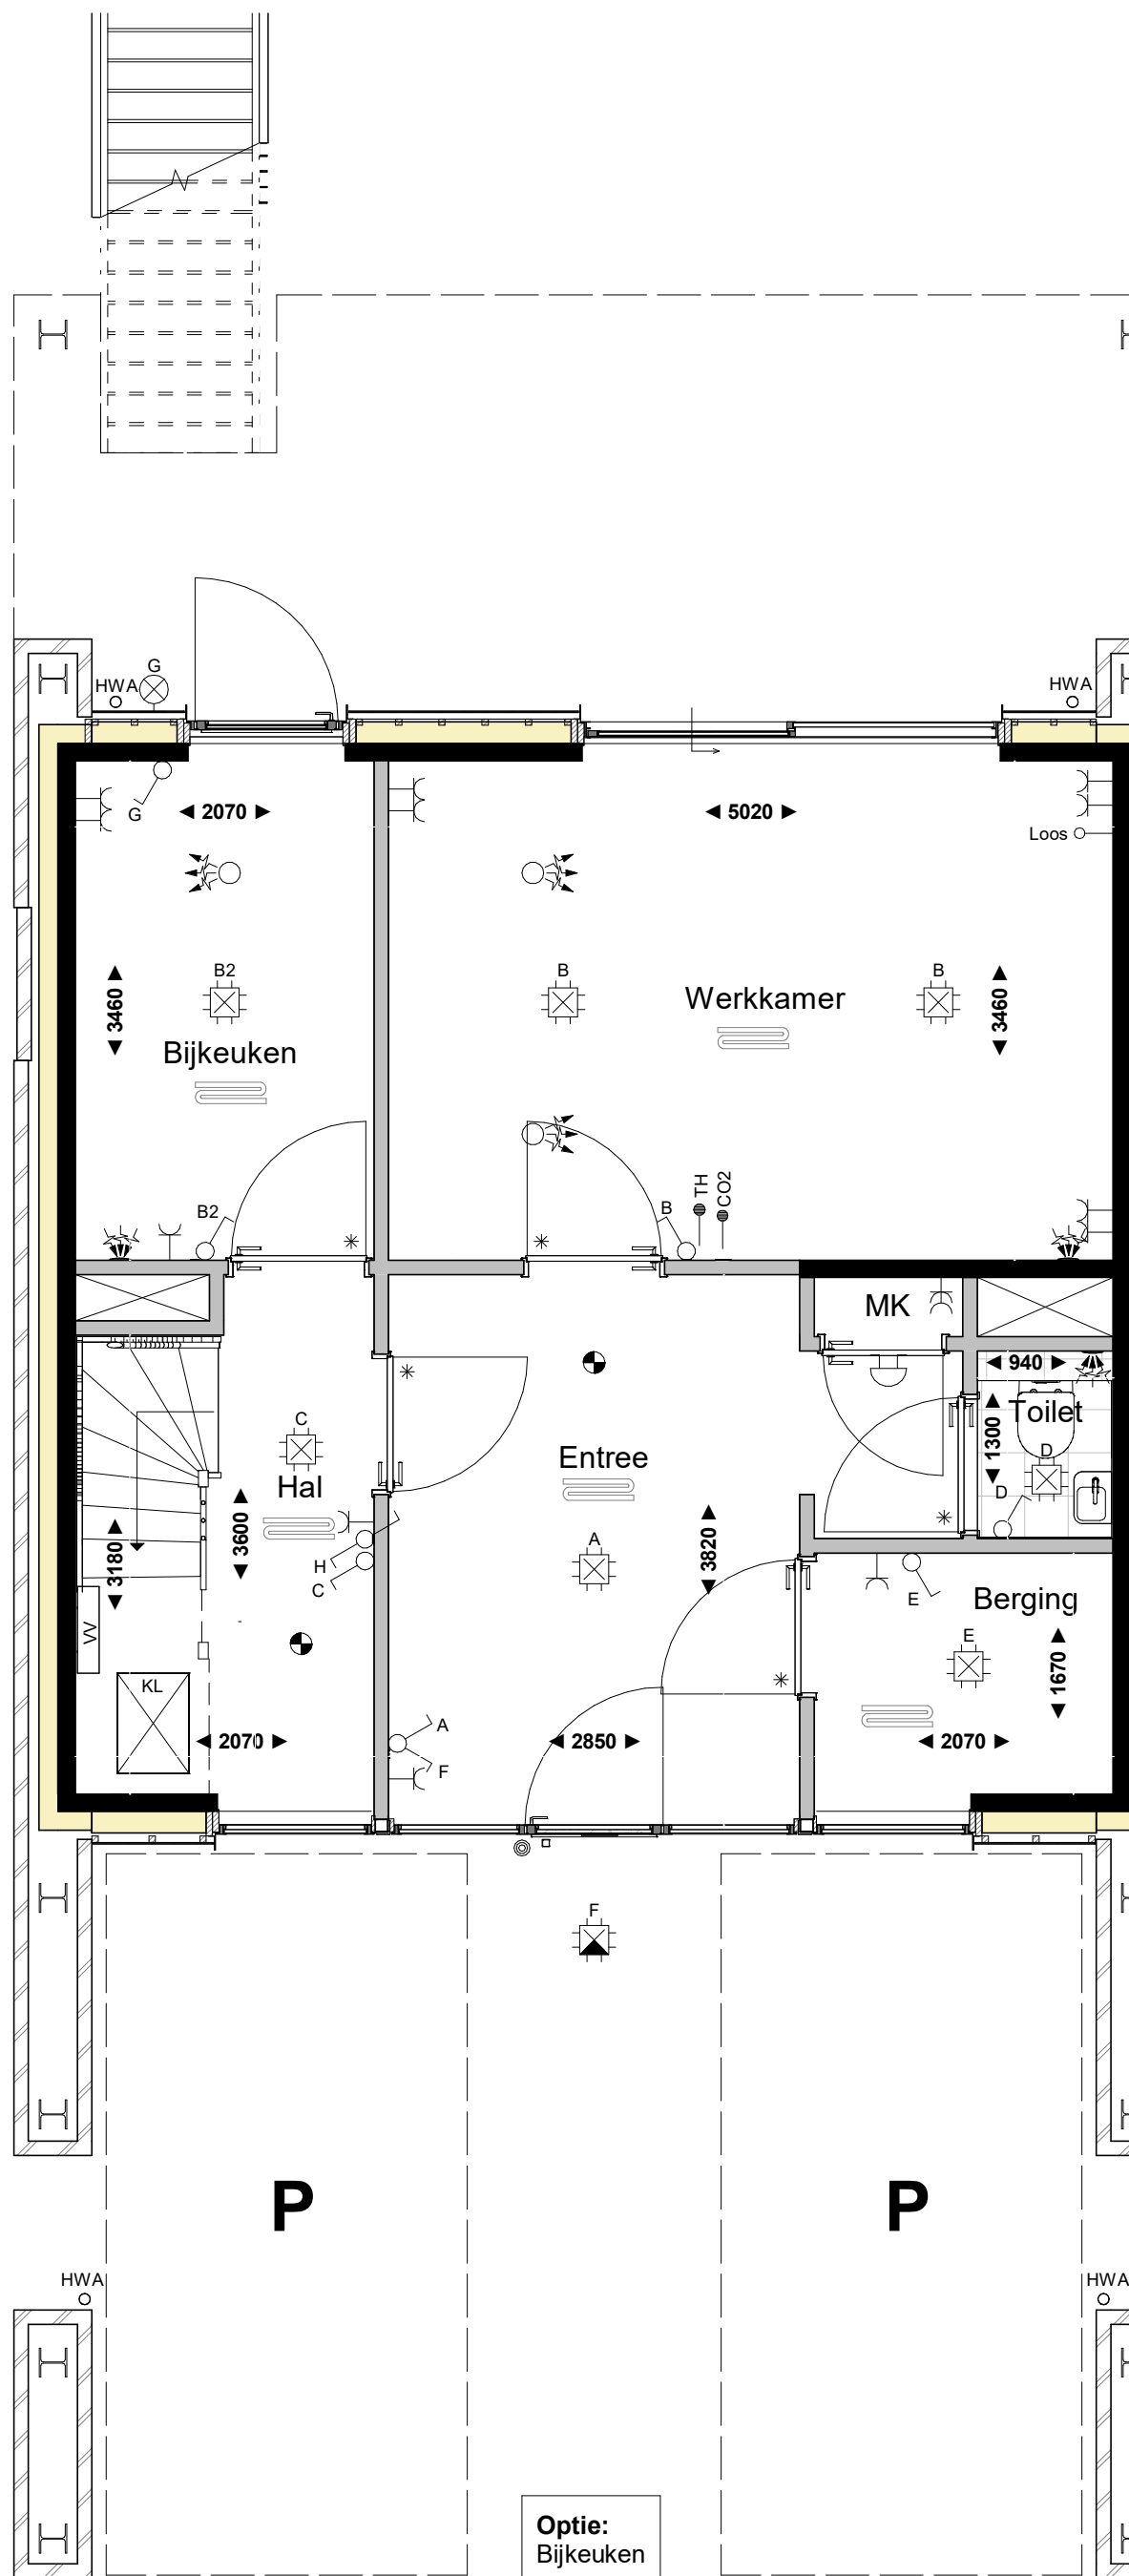 G
HWA
HWA
G
2070
5020
Loos
B2
B
B
3460
Werkkamer
3460
Bijkeuken
B2
B
TH
CO2
MK
940
Toilet
1300
C
Entree
D
Hal
D
3600
3820
3180
H
A
C
E
Berging
VV
E
1670
KL
A
2070
2850
2070
F
F
P
P
HWA
HWA
Optie:
Bijkeuken